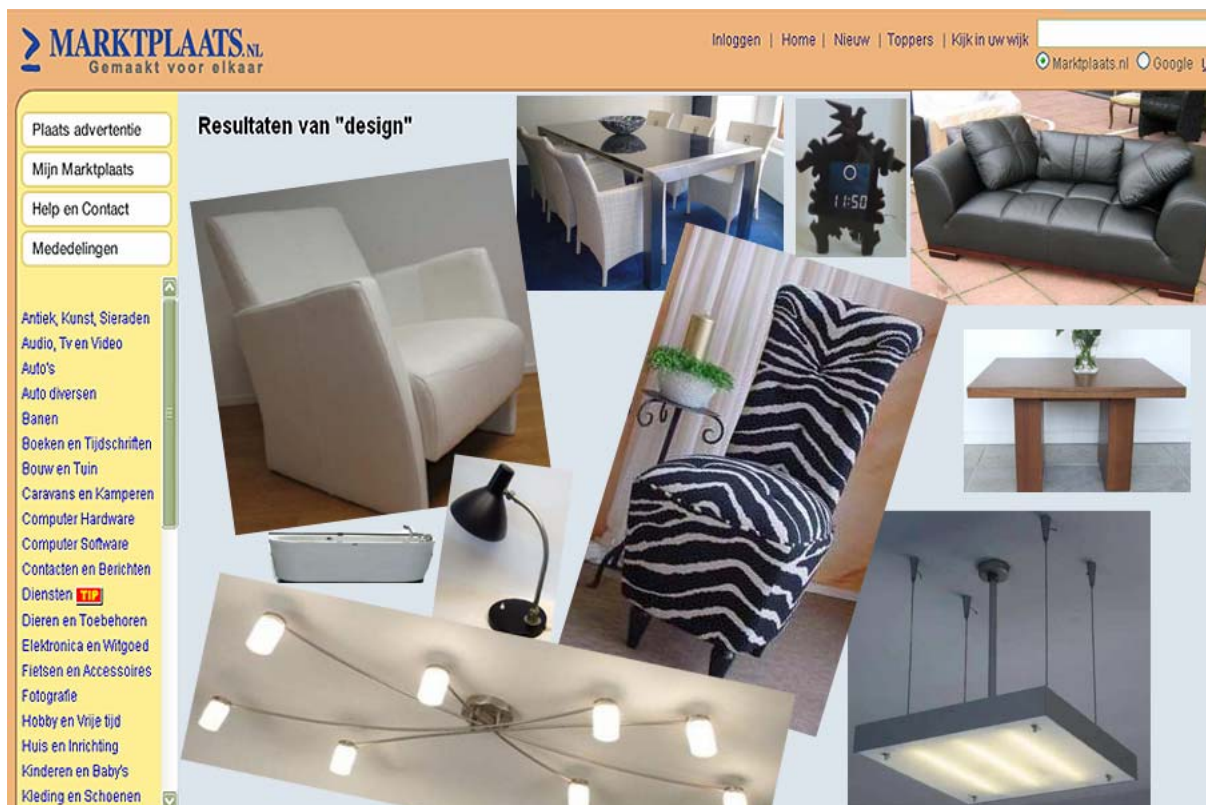 MARKTPLAATS.NL
Gemaakt voor elkaar
Inloggen | Home | Nieuw | Toppers | Kijk in uw wijk
Marktplaats.nl Google
Plaats advertentie
Mijn Marktplaats
Help en Contact
Mededelingen
Resultaten van "design"
11:50
Antiek, Kunst, Sieraden
Audio, Tv en Video
Auto's
Auto diversen
Banen
Boeken en Tijdschriften
Bouw en Tuin
Caravans en Kamperen
Computer Hardware
Computer Software
Contacten en Berichten
Diensten TIP
Dieren en Toebehoren
Elektronica en Witgoed
Fietsen en Accessoires
Fotografie
Hobby en Vrije tijd
Huis en Inrichting
Kinderen en Baby's
Kleding en Schoenen